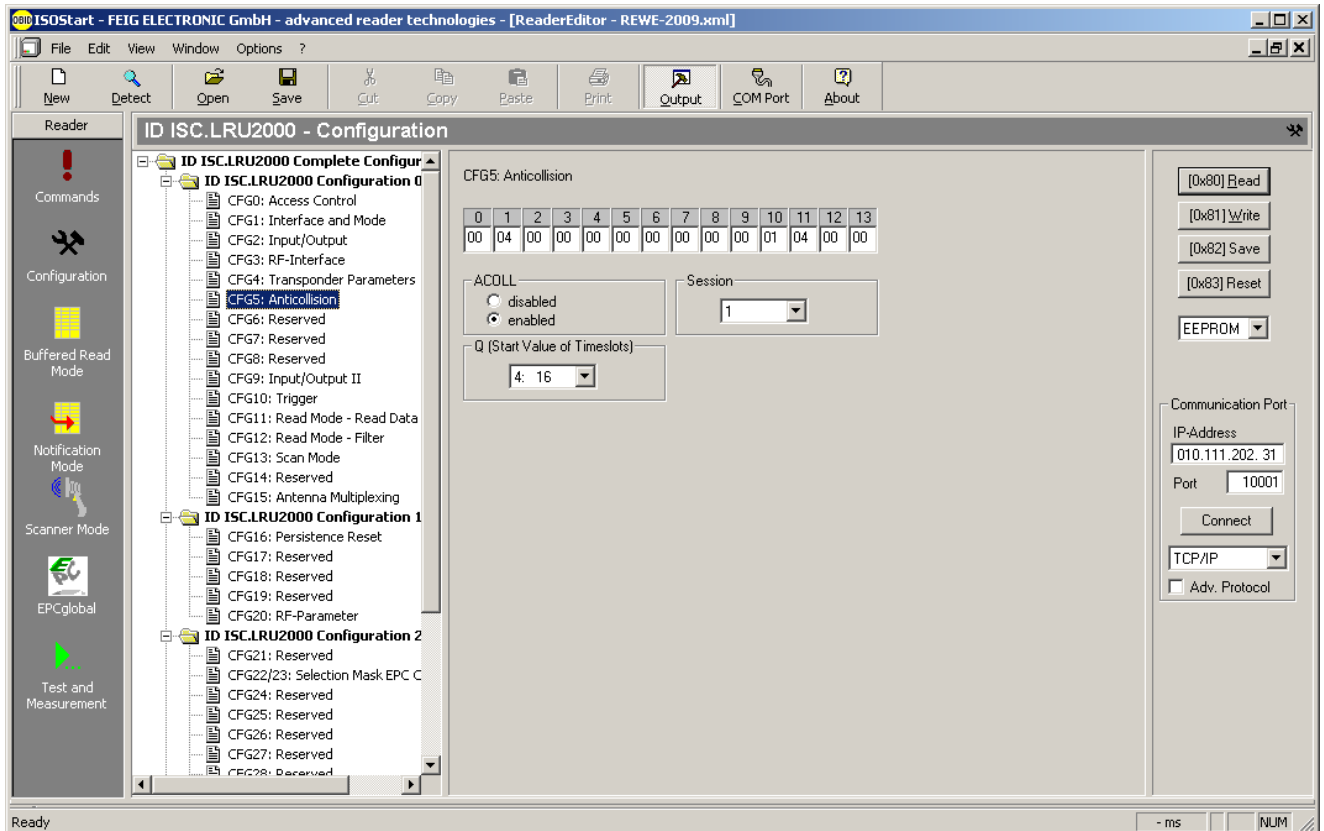 OBID ISOStart - FEIG ELECTRONIC GmbH - advanced reader technologies - [ReaderEditor - REWE-2009.xml]
File Edit View Window Options ?
New Detect Open Save Cut Copy Paste Print Output COM Port About
Reader
Commands
Configuration
Buffered Read
Mode
Notification
Mode
Scanner Mode
EPCglobal
Test and
Measurement
ID ISC.LRU2000 - Configuration
ID ISC.LRU2000 Complete Configur
ID ISC.LRU2000 Configuration 0
CFG0: Access Control
CFG1: Interface and Mode
CFG2: Input/Output
CFG3: RF-Interface
CFG4: Transponder Parameters
CFG5: Anticollision
CFG6: Reserved
CFG7: Reserved
CFG8: Reserved
CFG9: Input/Output II
CFG10: Trigger
CFG11: Read Mode - Read Data
CFG12: Read Mode - Filter
CFG13: Scan Mode
CFG14: Reserved
CFG15: Antenna Multiplexing
ID ISC.LRU2000 Configuration 1
CFG16: Persistence Reset
CFG17: Reserved
CFG18: Reserved
CFG19: Reserved
CFG20: RF-Parameter
ID ISC.LRU2000 Configuration 2
CFG21: Reserved
CFG22/23: Selection Mask EPC C
CFG24: Reserved
CFG25: Reserved
CFG26: Reserved
CFG27: Reserved
CFG28: Reserved
CFG5: Anticollision
0 1 2 3 4 5 6 7 8 9 10 11 12 13
00 04 00 00 00 00 00 00 00 00 01 04 00 00
ACOLL
disabled
enabled
Session
1
Q (Start Value of Timeslots)
4: 16
[0x80] Read
[0x81] Write
[0x82] Save
[0x83] Reset
EEPROM
Communication Port
IP-Address
010.111.202. 31
Port 10001
Connect
TCP/IP
Adv. Protocol
Ready
- ms NUM